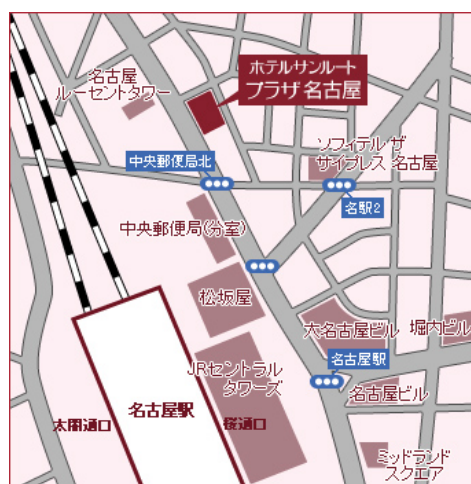 名古屋
ルーセントタワー
ホテルサンルート
プラザ名古屋
中央郵便局北
ソフィテル ザ
サイプレス 名古屋
名駅2
中央郵便局(分室)
松坂屋
大名古屋ビル
堀内ビル
名古屋駅
JRセントラル
タワーズ
名古屋ビル
太閤通口
名古屋駅
桜通口
ミッドランド
スクエア